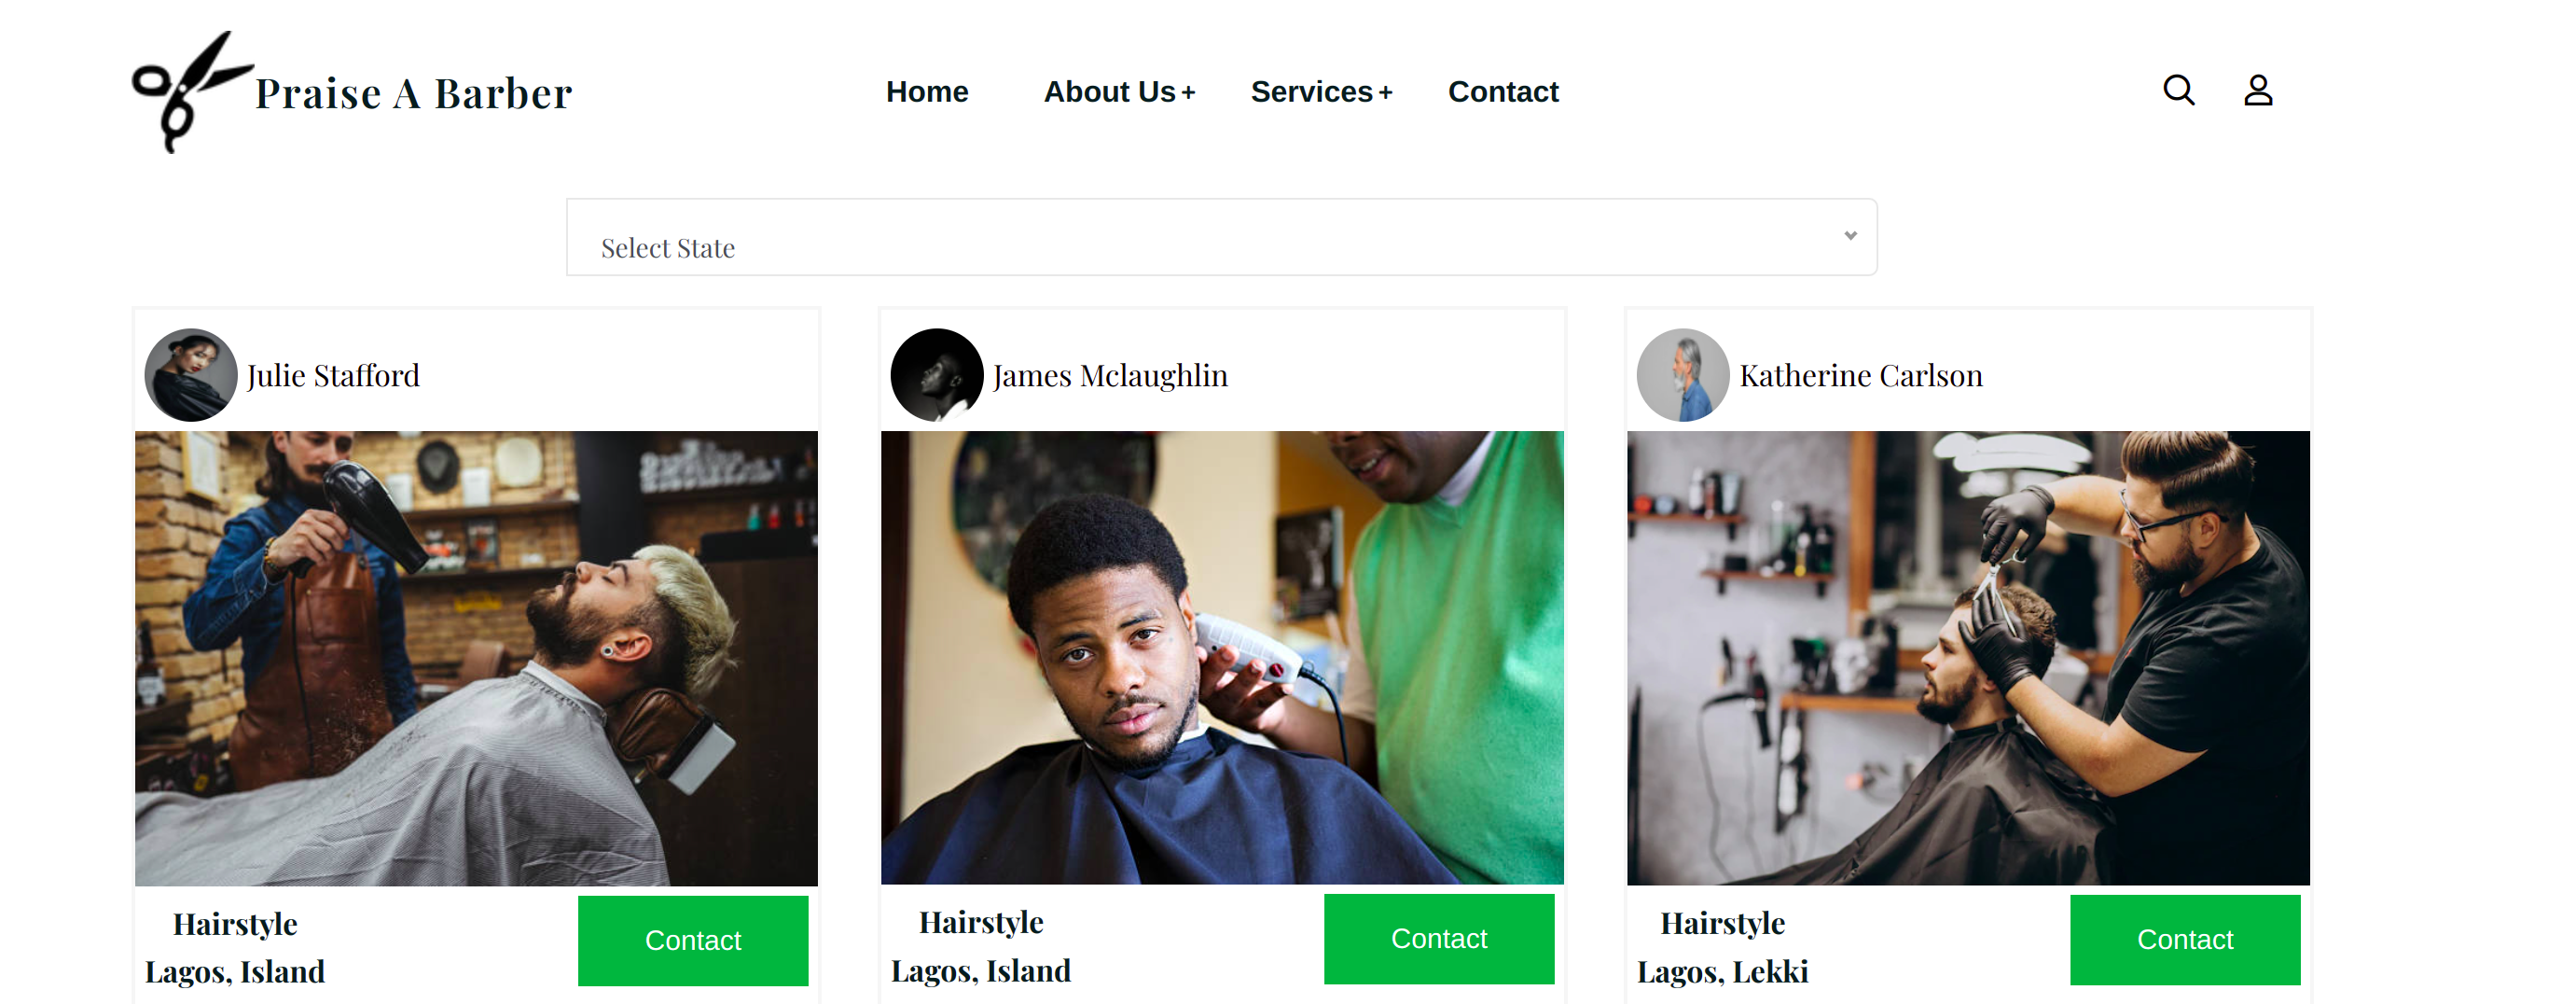 Praise A Barber
Home About Us + Services + Contact
Select State
Julie Stafford
James Mclaughlin
Katherine Carlson
Hairstyle
Lagos, Island
Contact
Hairstyle
Lagos, Island
Contact
Hairstyle
Lagos, Lekki
Contact